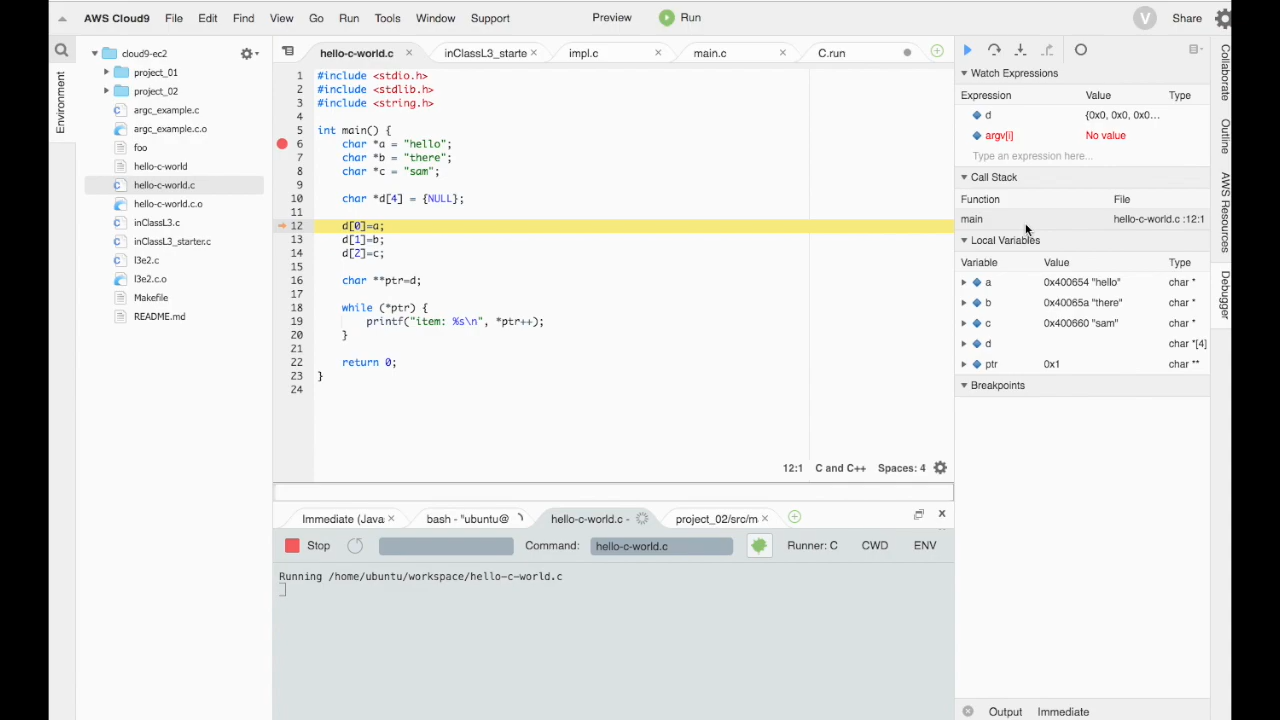 AWS Cloud9 File Edit Find View Go Run Tools Window Support Preview Run V Share
Environment
cloud9-ec2
project_01
project_02
argc_example.c
argc_example.c.o
foo
hello-c-world
hello-c-world.c
hello-c-world.c.o
inClassL3.c
inClassL3_starter.c
l3e2.c
l3e2.c.o
Makefile
README.md
hello-c-world.c inClassL3_starte impl.c main.c C.run
1 #include <stdio.h>
2 #include <stdlib.h>
3 #include <string.h>
4
5 int main() {
6 char *a = "hello";
7 char *b = "there";
8 char *c = "sam";
9
10 char *d[4] = {NULL};
11
12 d[0]=a;
13 d[1]=b;
14 d[2]=c;
15
16 char **ptr=d;
17
18 while (*ptr) {
19 printf("item: %s\n", *ptr++);
20 }
21
22 return 0;
23 }
24
12:1 C and C++ Spaces: 4
Immediate (Java bash - "ubuntu@ hello-c-world.c - project_02/src/m
Stop Command: hello-c-world.c Runner: C CWD ENV
Running /home/ubuntu/workspace/hello-c-world.c
Watch Expressions
Expression Value Type
d {0x0, 0x0, 0x0...
argv[i] No value
Type an expression here...
Call Stack
Function File
main hello-c-world.c :12:1
Local Variables
Variable Value Type
a 0x400654 "hello" char *
b 0x40065a "there" char *
c 0x400660 "sam" char *
d char *[4]
ptr 0x1 char **
Breakpoints
Output Immediate
Collaborate
Outline
AWS Resources
Debugger